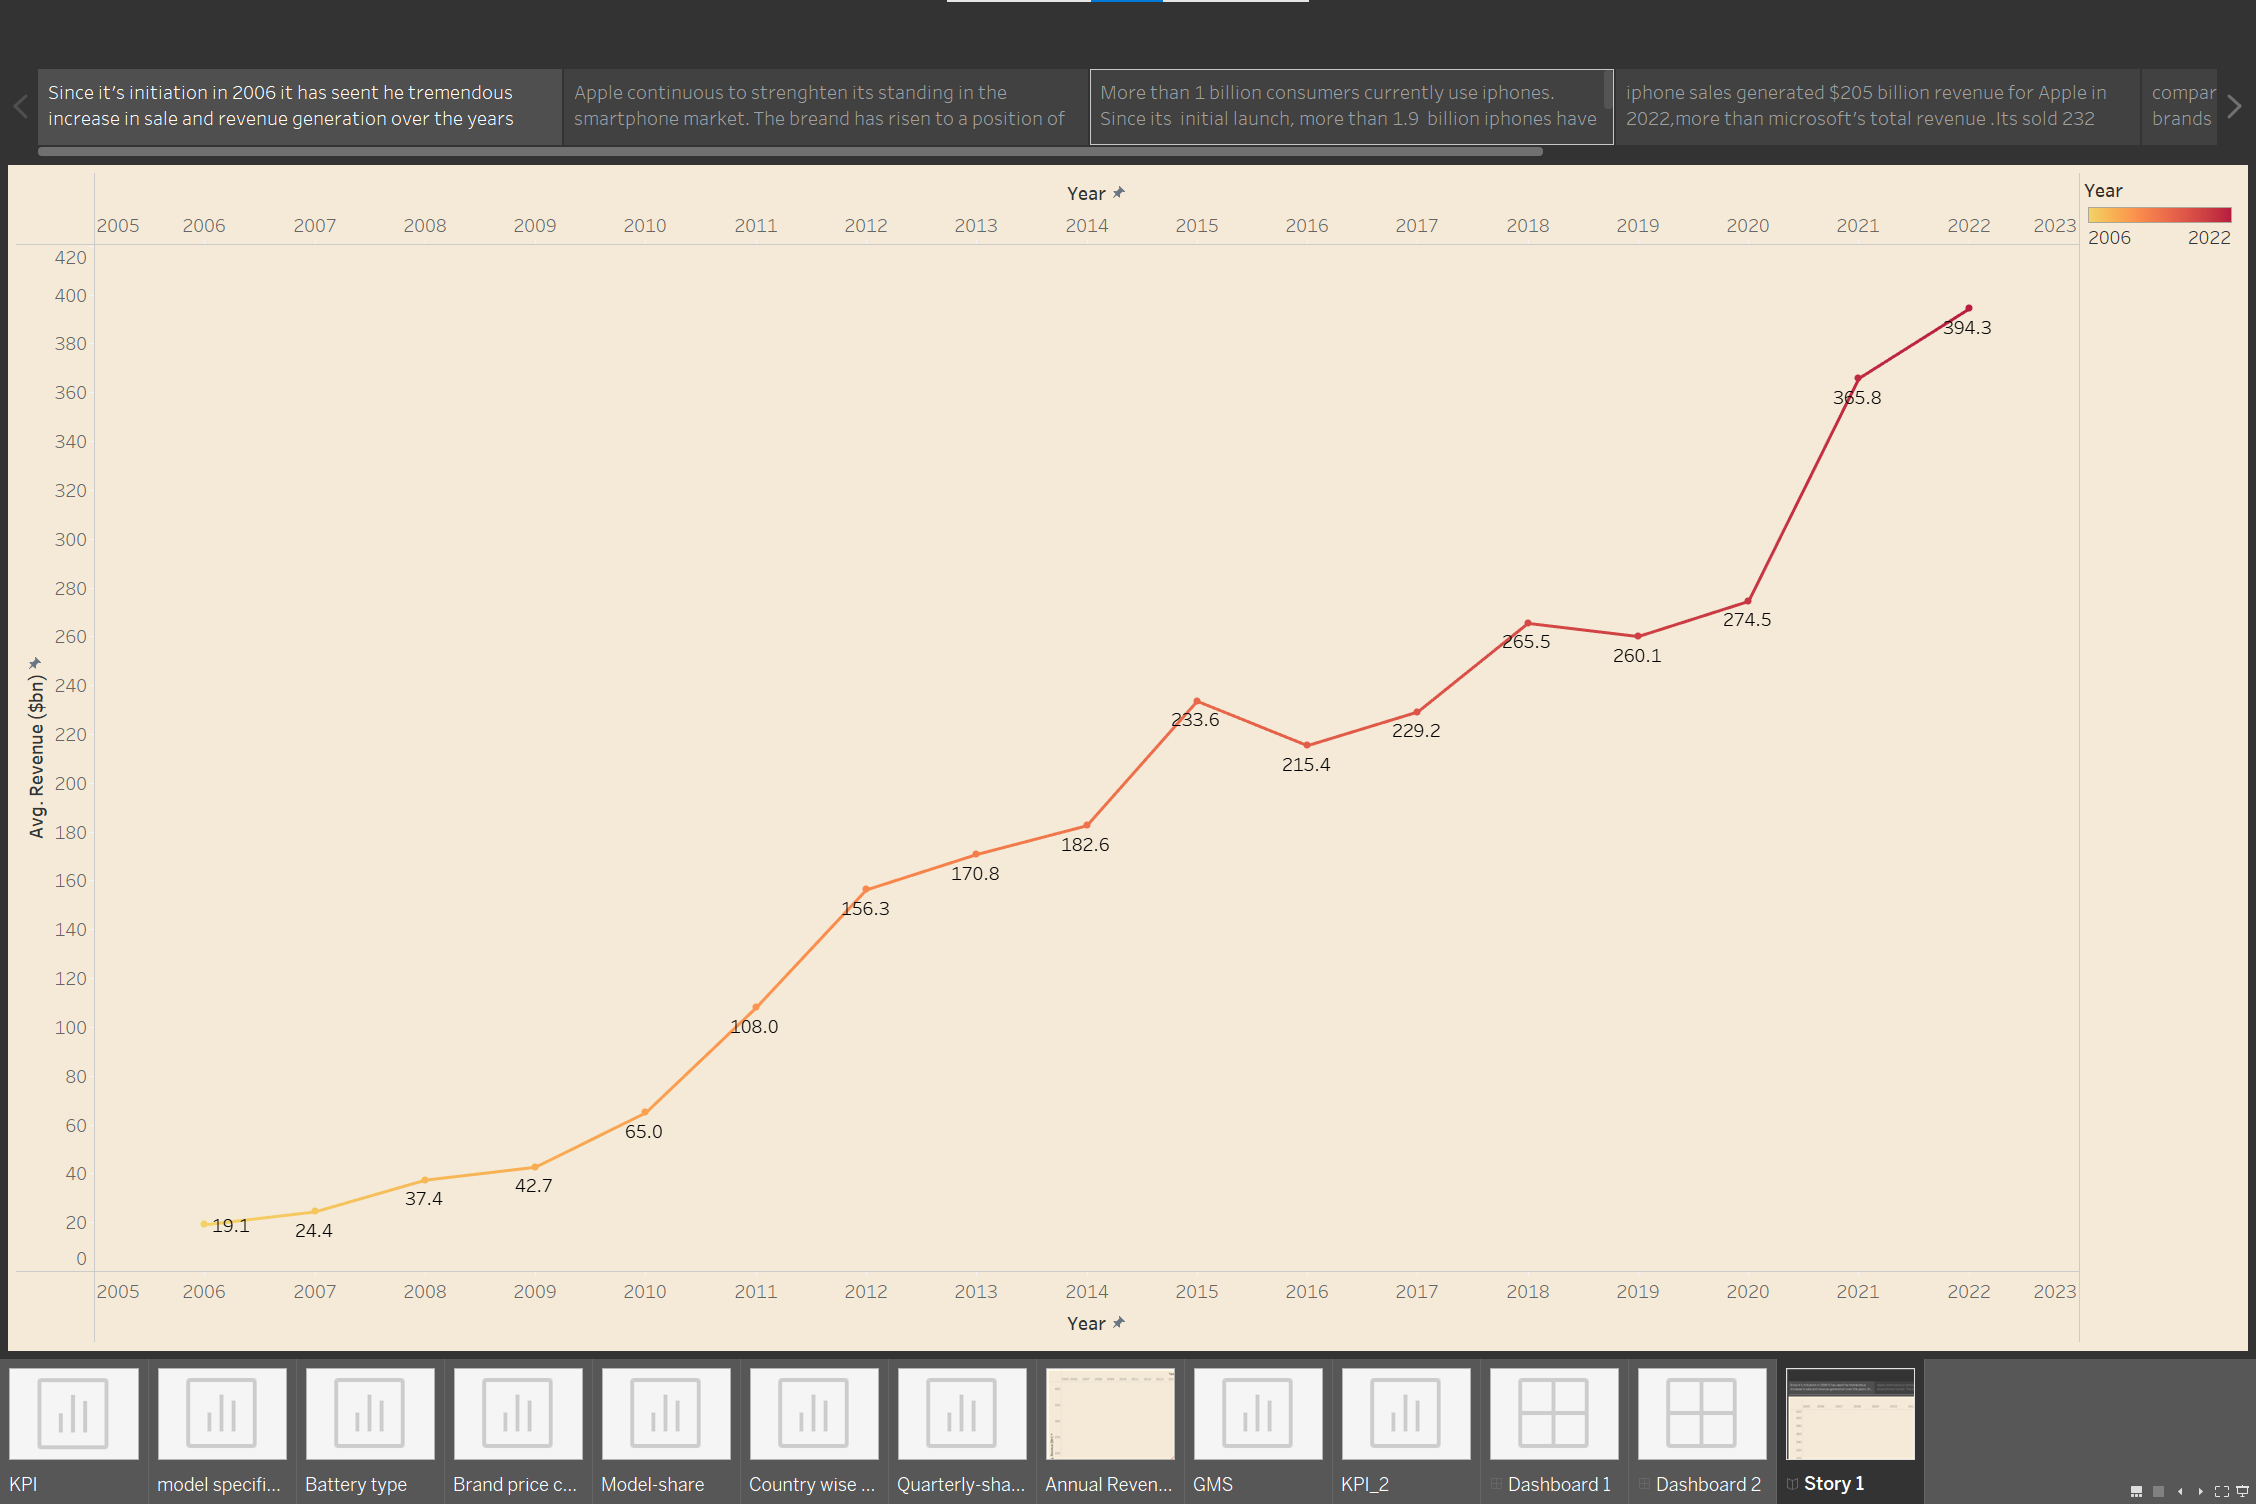 Since it’s initiation in 2006 it has seent he tremendous
increase in sale and revenue generation over the years
Apple continuous to strenghten its standing in the
smartphone market. The breand has risen to a position of
More than 1 billion consumers currently use iphones.
Since its  initial launch, more than 1.9  billion iphones have
iphone sales generated $205 billion revenue for Apple in
2022,more than microsoft’s total revenue .Its sold 232
compar
brands
Year
2005 2006 2007 2008 2009 2010 2011 2012 2013 2014 2015 2016 2017 2018 2019 2020 2021 2022 2023
Year
2006 2022
420
400
380
360
340
320
300
280
260
240
220
200
180
160
140
120
100
80
60
40
20
0
Avg. Revenue ($bn)
19.1
24.4
37.4
42.7
65.0
108.0
156.3
170.8
182.6
233.6
215.4
229.2
265.5
260.1
274.5
365.8
394.3
2005 2006 2007 2008 2009 2010 2011 2012 2013 2014 2015 2016 2017 2018 2019 2020 2021 2022 2023
Year
KPI
model specifi...
Battery type
Brand price c...
Model-share
Country wise ...
Quarterly-sha...
Annual Reven...
GMS
KPI_2
Dashboard 1
Dashboard 2
Story 1